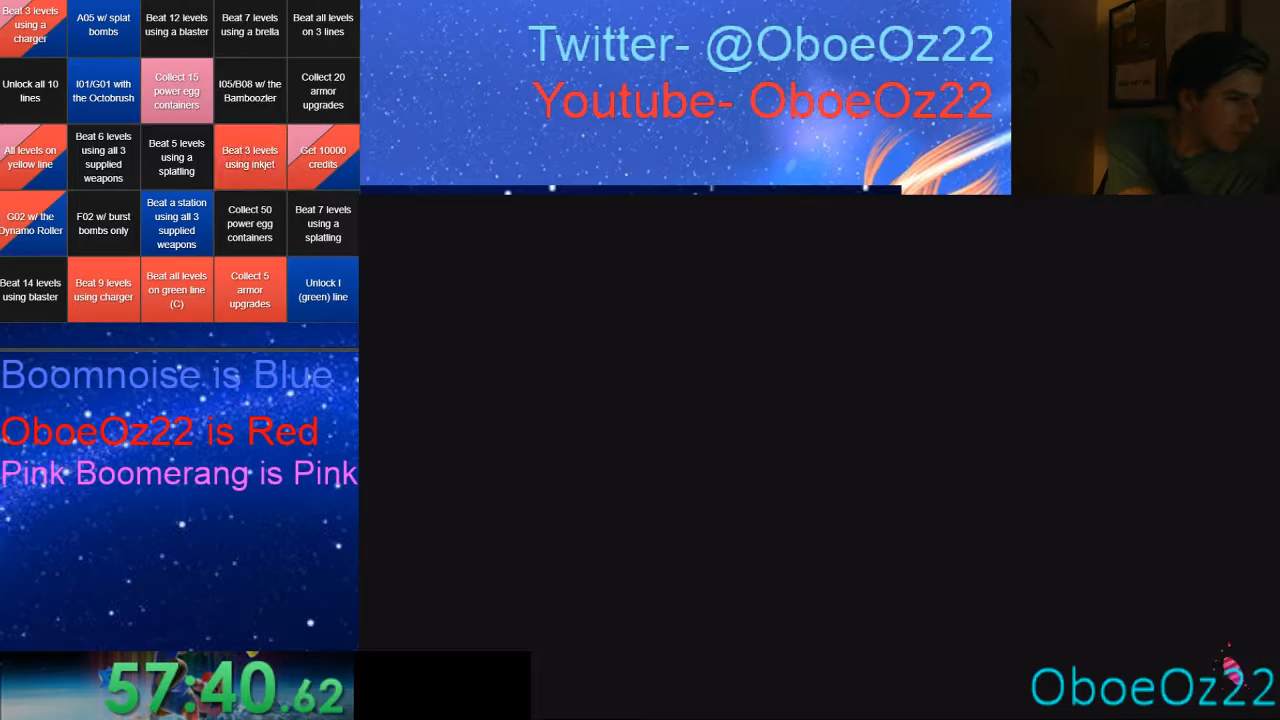 Beat 3 levels
using a
charger
A05 w/ splat
bombs
Beat 12 levels
using a blaster
Beat 7 levels
using a brella
Beat all levels
on 3 lines
Unlock all 10
lines
I01/G01 with
the Octobrush
Collect 15
power egg
containers
I05/B08 w/ the
Bamboozler
Collect 20
armor
upgrades
All levels on
yellow line
Beat 6 levels
using all 3
supplied
weapons
Beat 5 levels
using a
splatling
Beat 3 levels
using inkjet
Get 10000
credits
G02 w/ the
Dynamo Roller
F02 w/ burst
bombs only
Beat a station
using all 3
supplied
weapons
Collect 50
power egg
containers
Beat 7 levels
using a
splatling
Beat 14 levels
using blaster
Beat 9 levels
using charger
Beat all levels
on green line
(C)
Collect 5
armor
upgrades
Unlock I
(green) line
Twitter- @OboeOz22
Youtube- OboeOz22
Boomnoise is Blue
OboeOz22 is Red
Pink Boomerang is Pink
57:40.62
OboeOz22